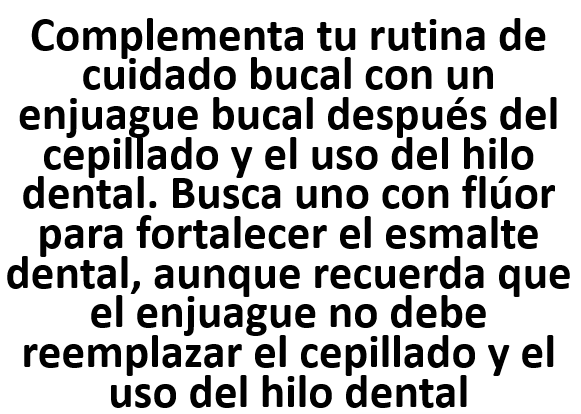 Complementa tu rutina de
cuidado bucal con un
enjuague bucal después del
cepillado y el uso del hilo
dental. Busca uno con flúor
para fortalecer el esmalte
dental, aunque recuerda que
el enjuague no debe
reemplazar el cepillado y el
uso del hilo dental